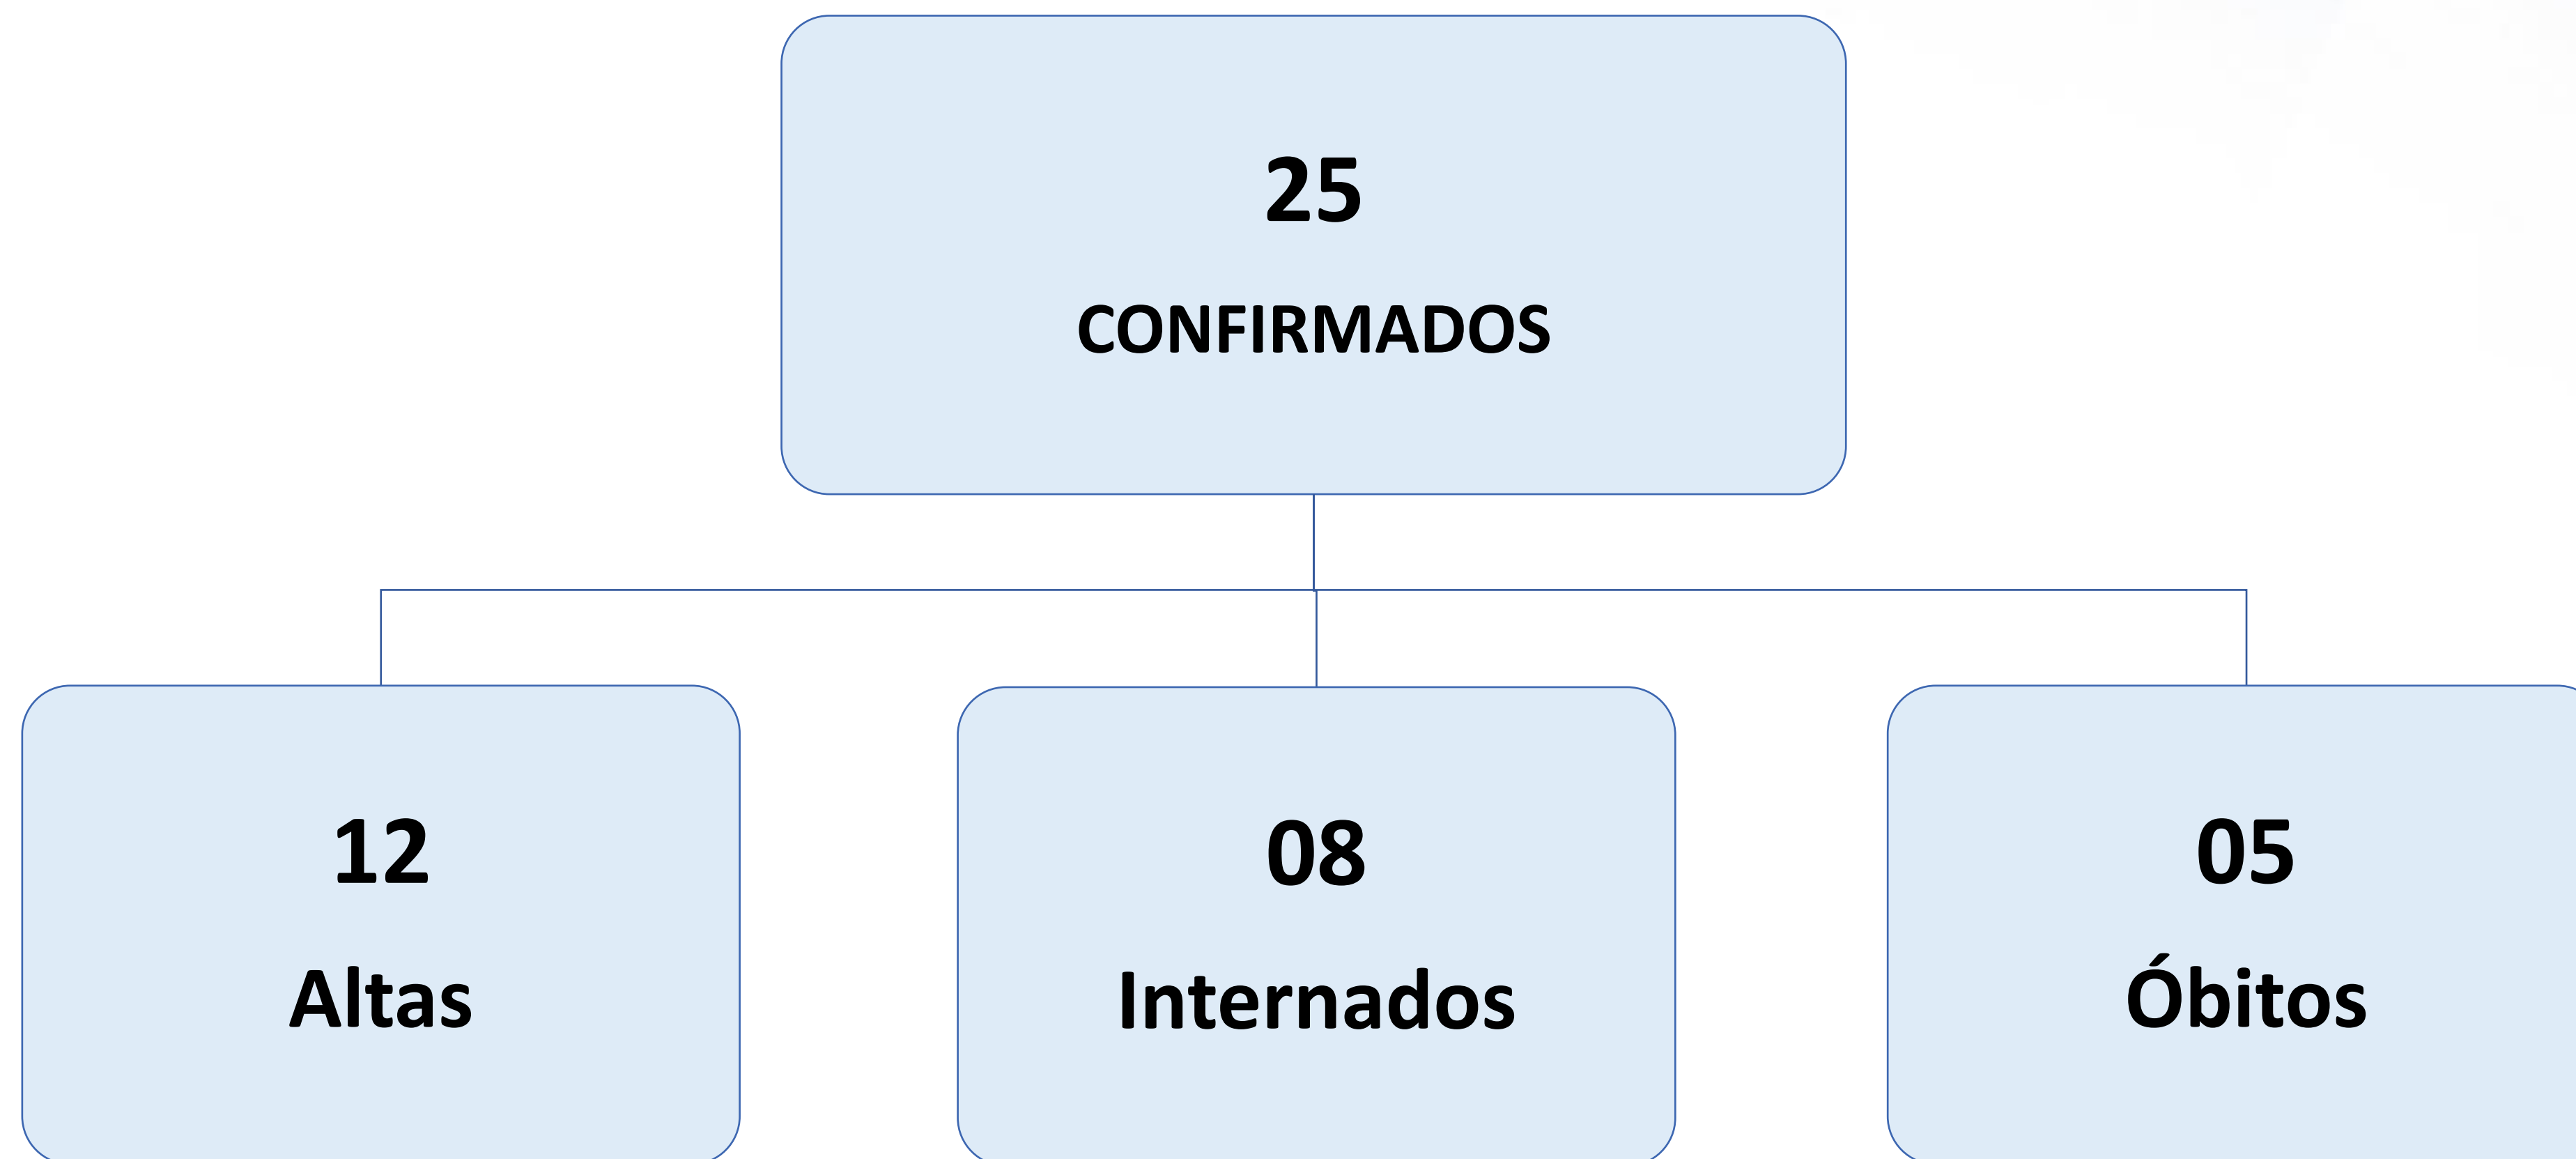 25
CONFIRMADOS
12
Altas
08
Internados
05
Óbitos